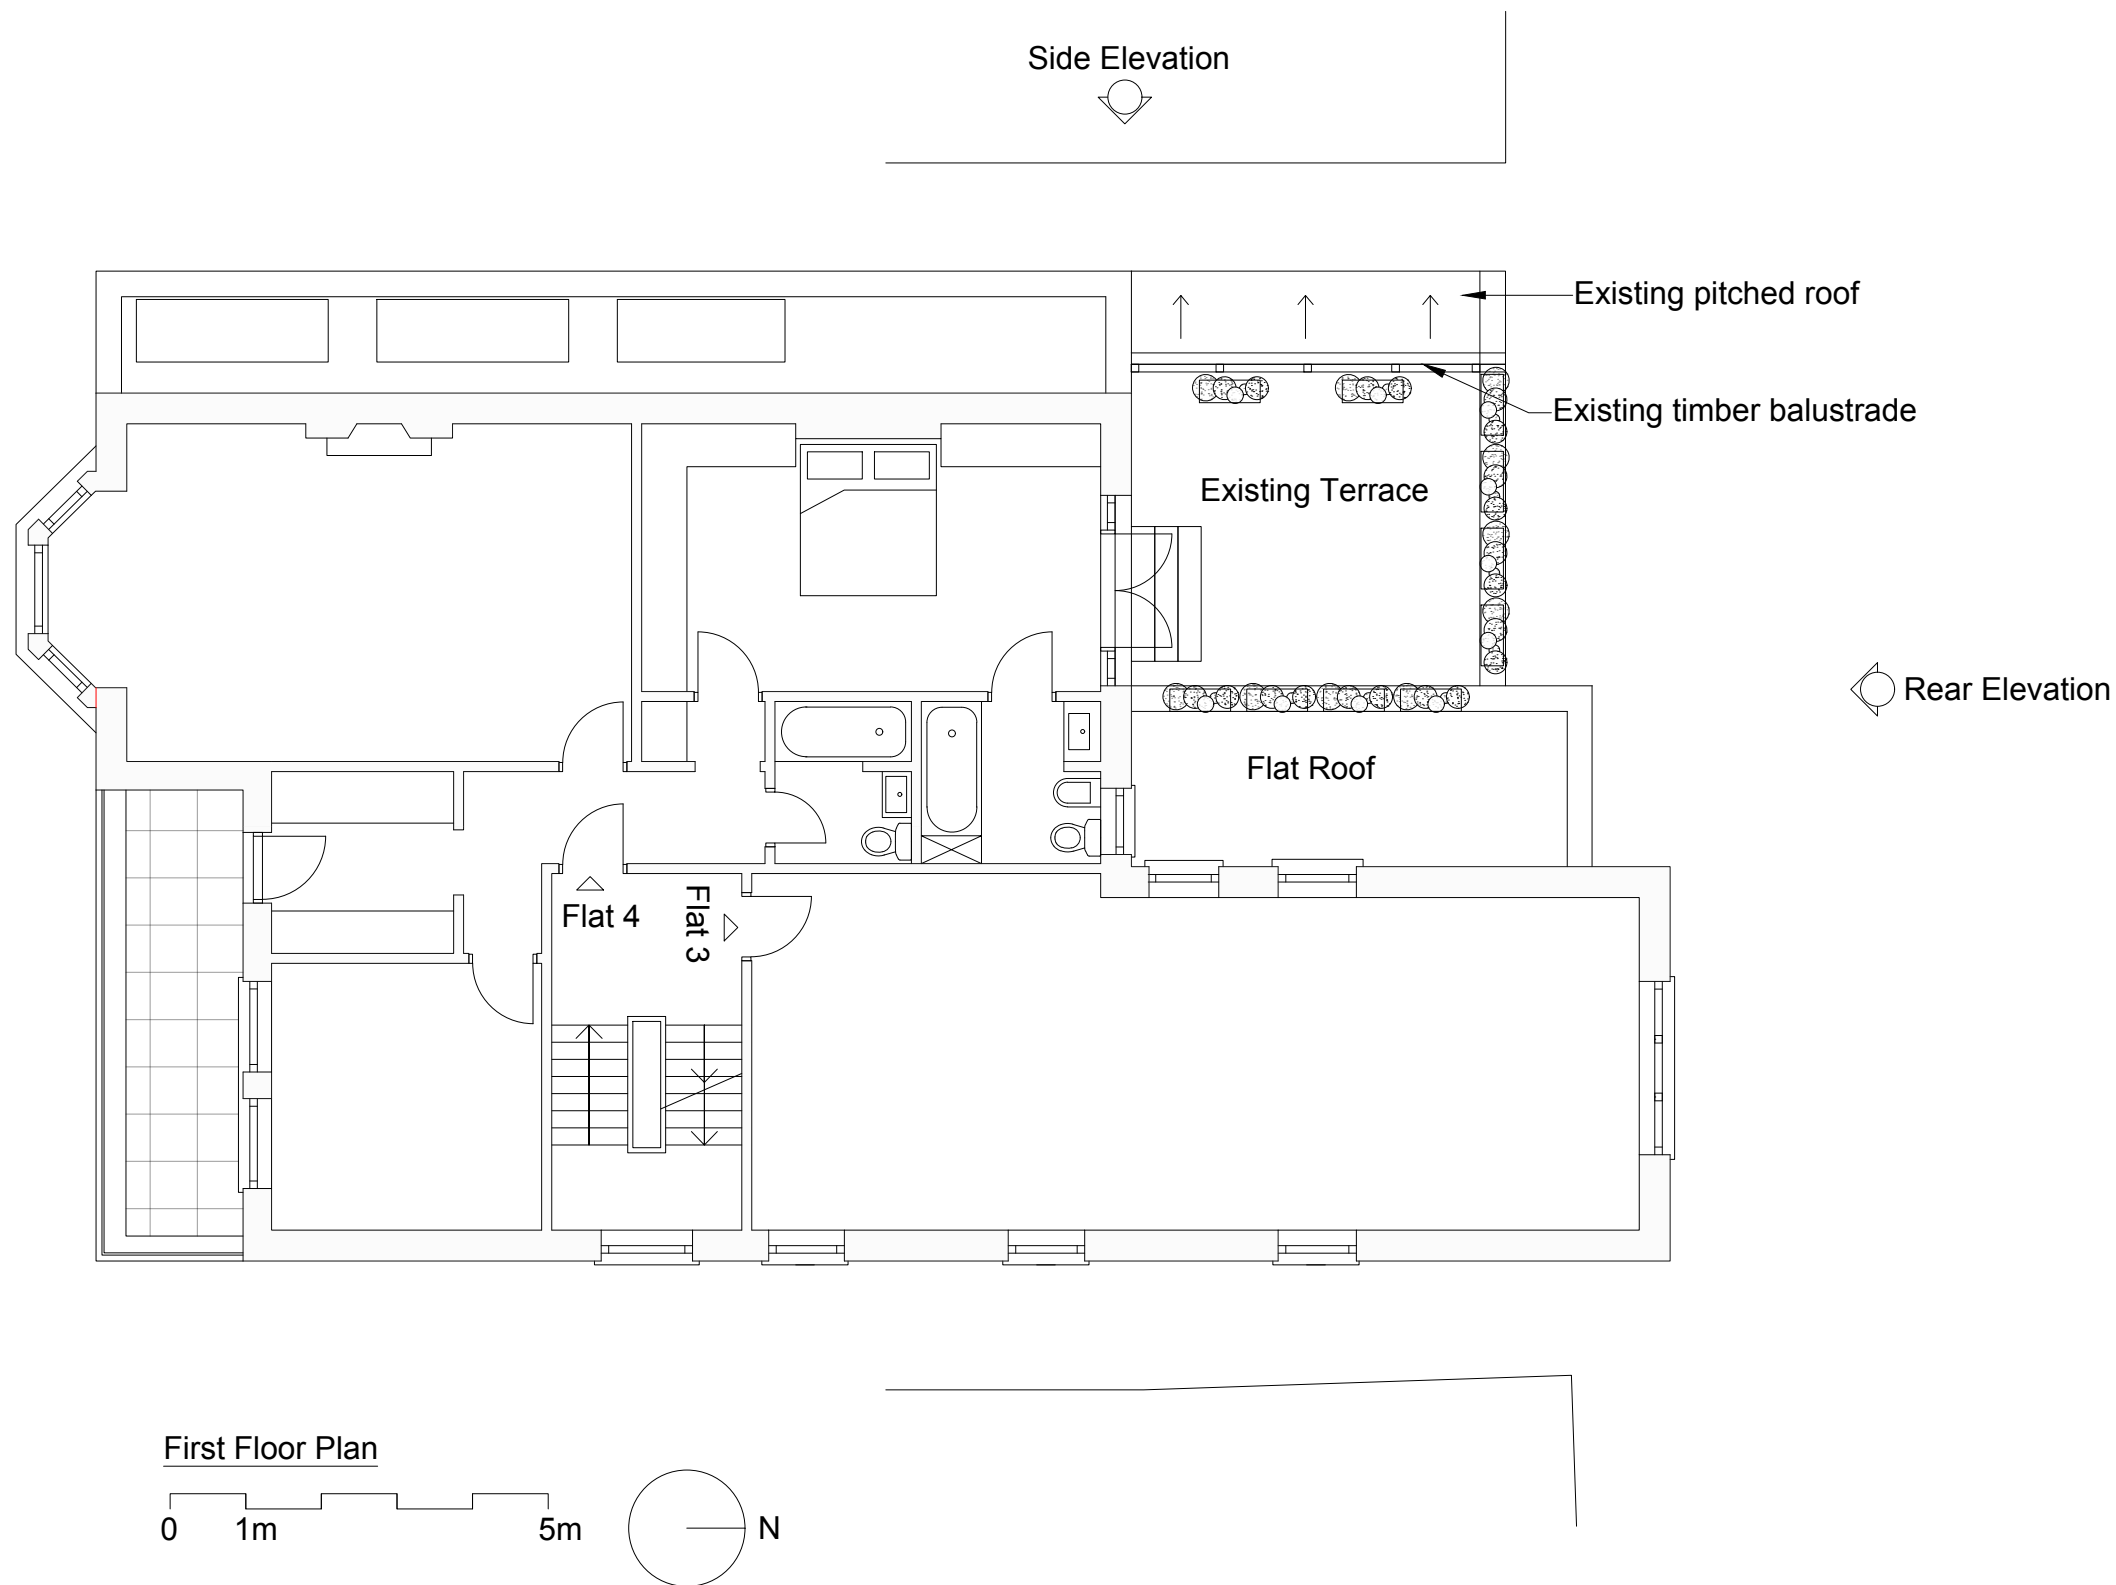 Side Elevation
Existing pitched roof
Existing timber balustrade
Existing Terrace
Rear Elevation
Flat Roof
Flat 4
Flat 3
First Floor Plan
0 1m 5m
N